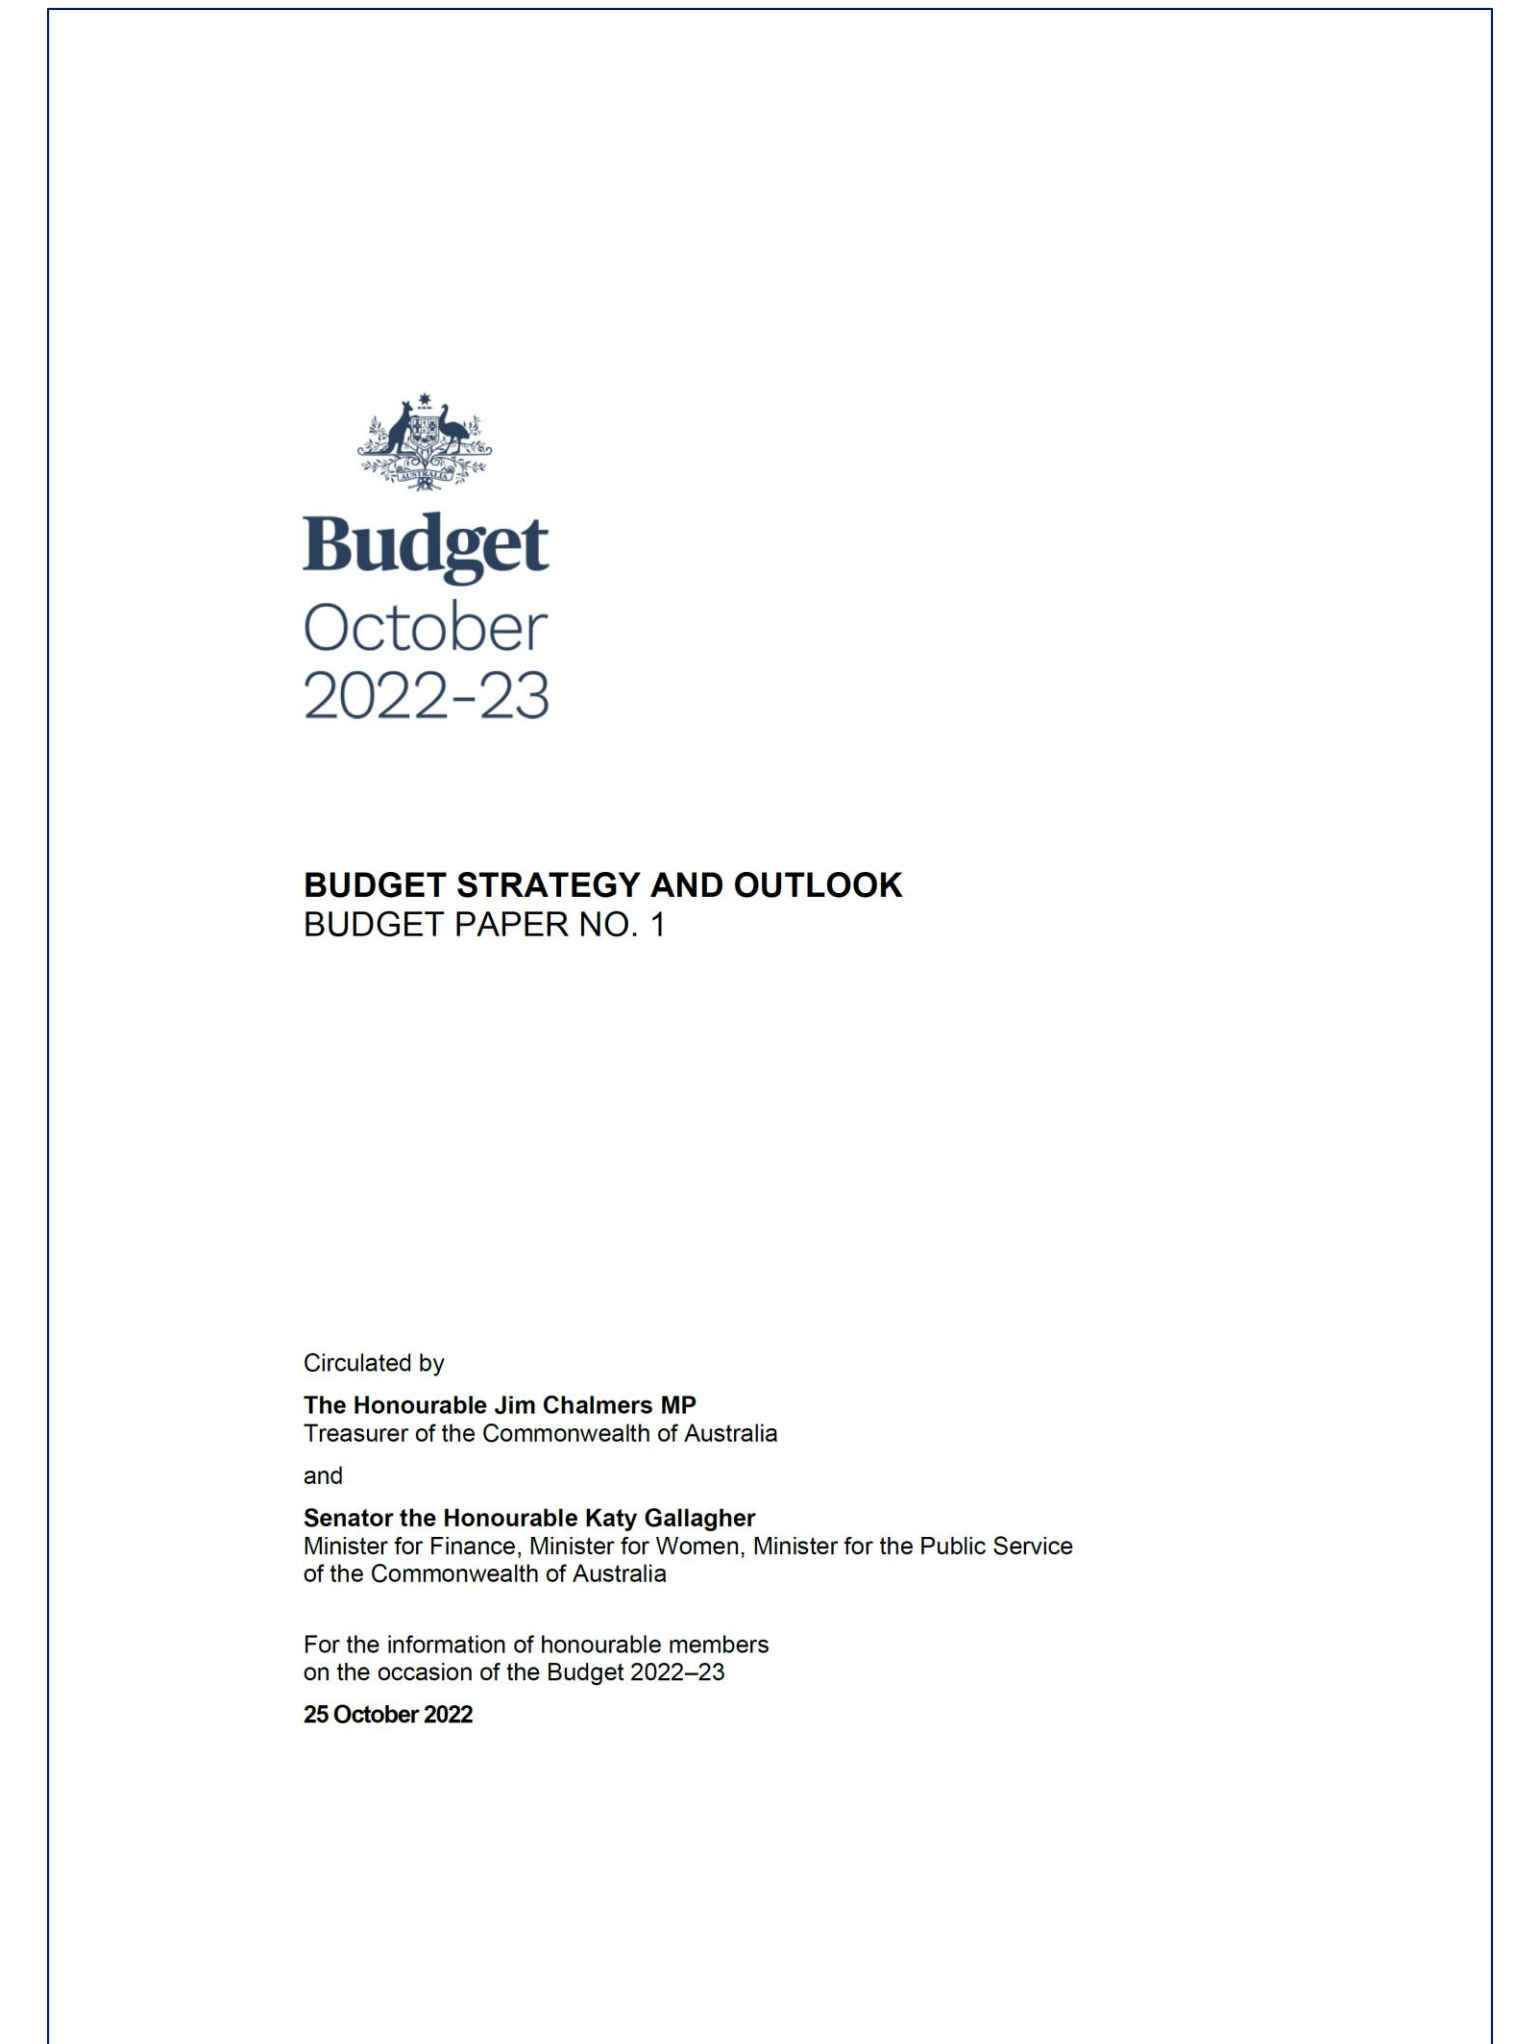 AUSTRALIA
Budget
October
2022-23
BUDGET STRATEGY AND OUTLOOK
BUDGET PAPER NO. 1
Circulated by
The Honourable Jim Chalmers MP
Treasurer of the Commonwealth of Australia
and
Senator the Honourable Katy Gallagher
Minister for Finance, Minister for Women, Minister for the Public Service
of the Commonwealth of Australia
For the information of honourable members
on the occasion of the Budget 2022–23
25 October 2022